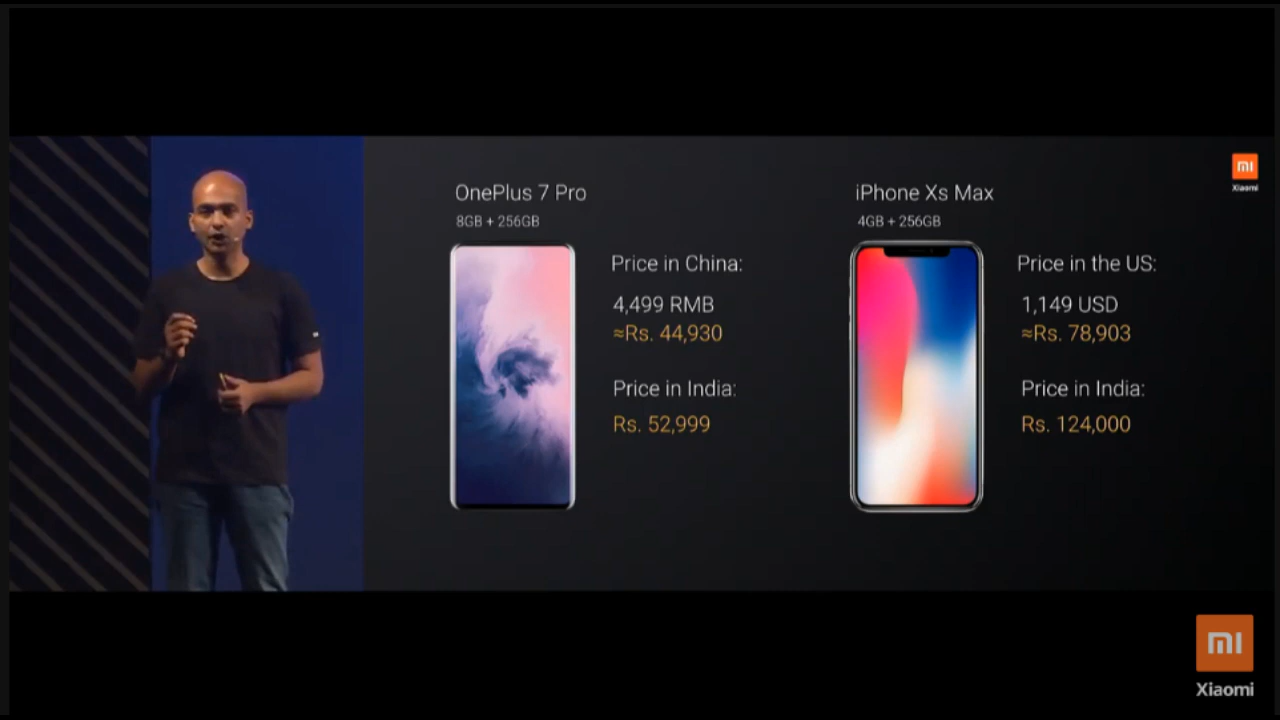 OnePlus 7 Pro
8GB + 256GB
Price in China:
4,499 RMB
≈Rs. 44,930
Price in India:
Rs. 52,999
iPhone Xs Max
4GB + 256GB
Price in the US:
1,149 USD
≈Rs. 78,903
Price in India:
Rs. 124,000
mi
Xiaomi
mi
Xiaomi